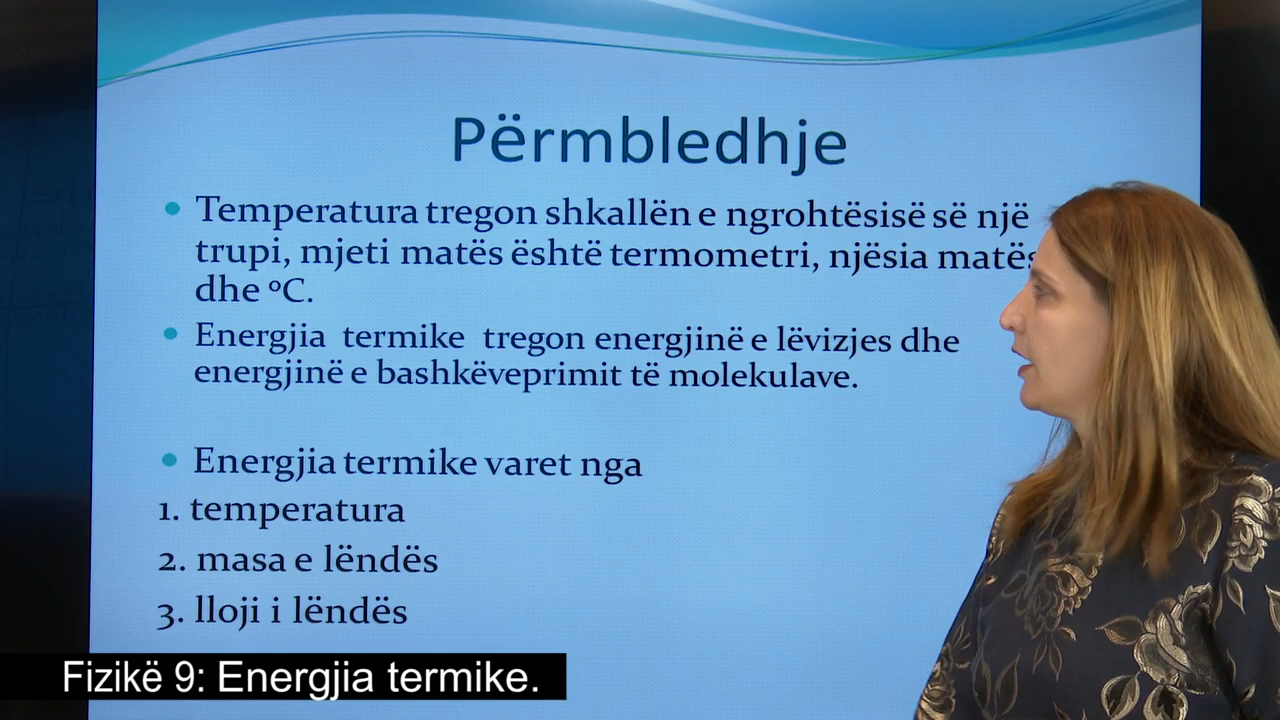 Përmbledhje
• Temperatura tregon shkallën e ngrohtësisë së një
trupi, mjeti matës është termometri, njësia matës
dhe ºC.
• Energjia termike tregon energjinë e lëvizjes dhe
energjinë e bashkëveprimit të molekulave.
• Energjia termike varet nga
1. temperatura
2. masa e lëndës
3. lloji i lëndës
Fizikë 9: Energjia termike.